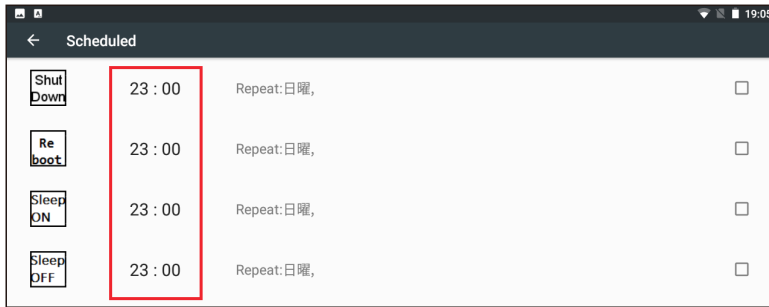 A
19:05
Scheduled
Shut
Down
23 : 00
Repeat:日曜,
Re
boot
23 : 00
Repeat:日曜,
Sleep
ON
23 : 00
Repeat:日曜,
Sleep
OFF
23 : 00
Repeat:日曜,